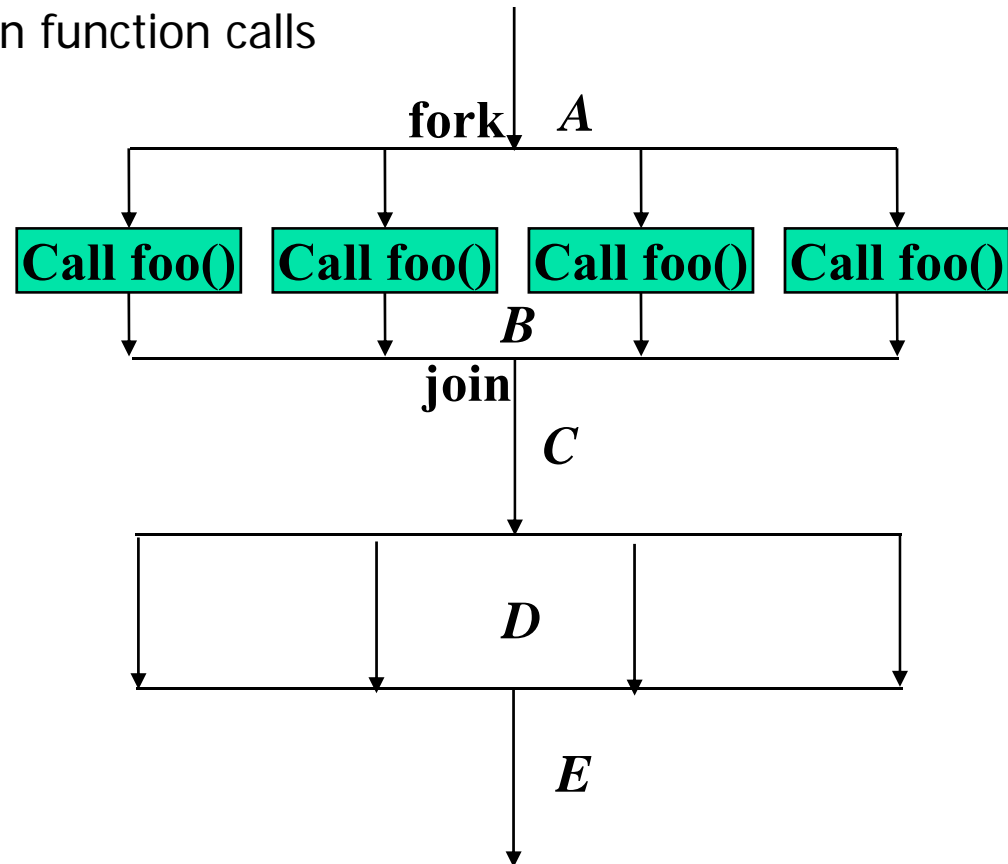 n function calls
fork A
Call foo() Call foo() Call foo() Call foo()
B
join
C
D
E